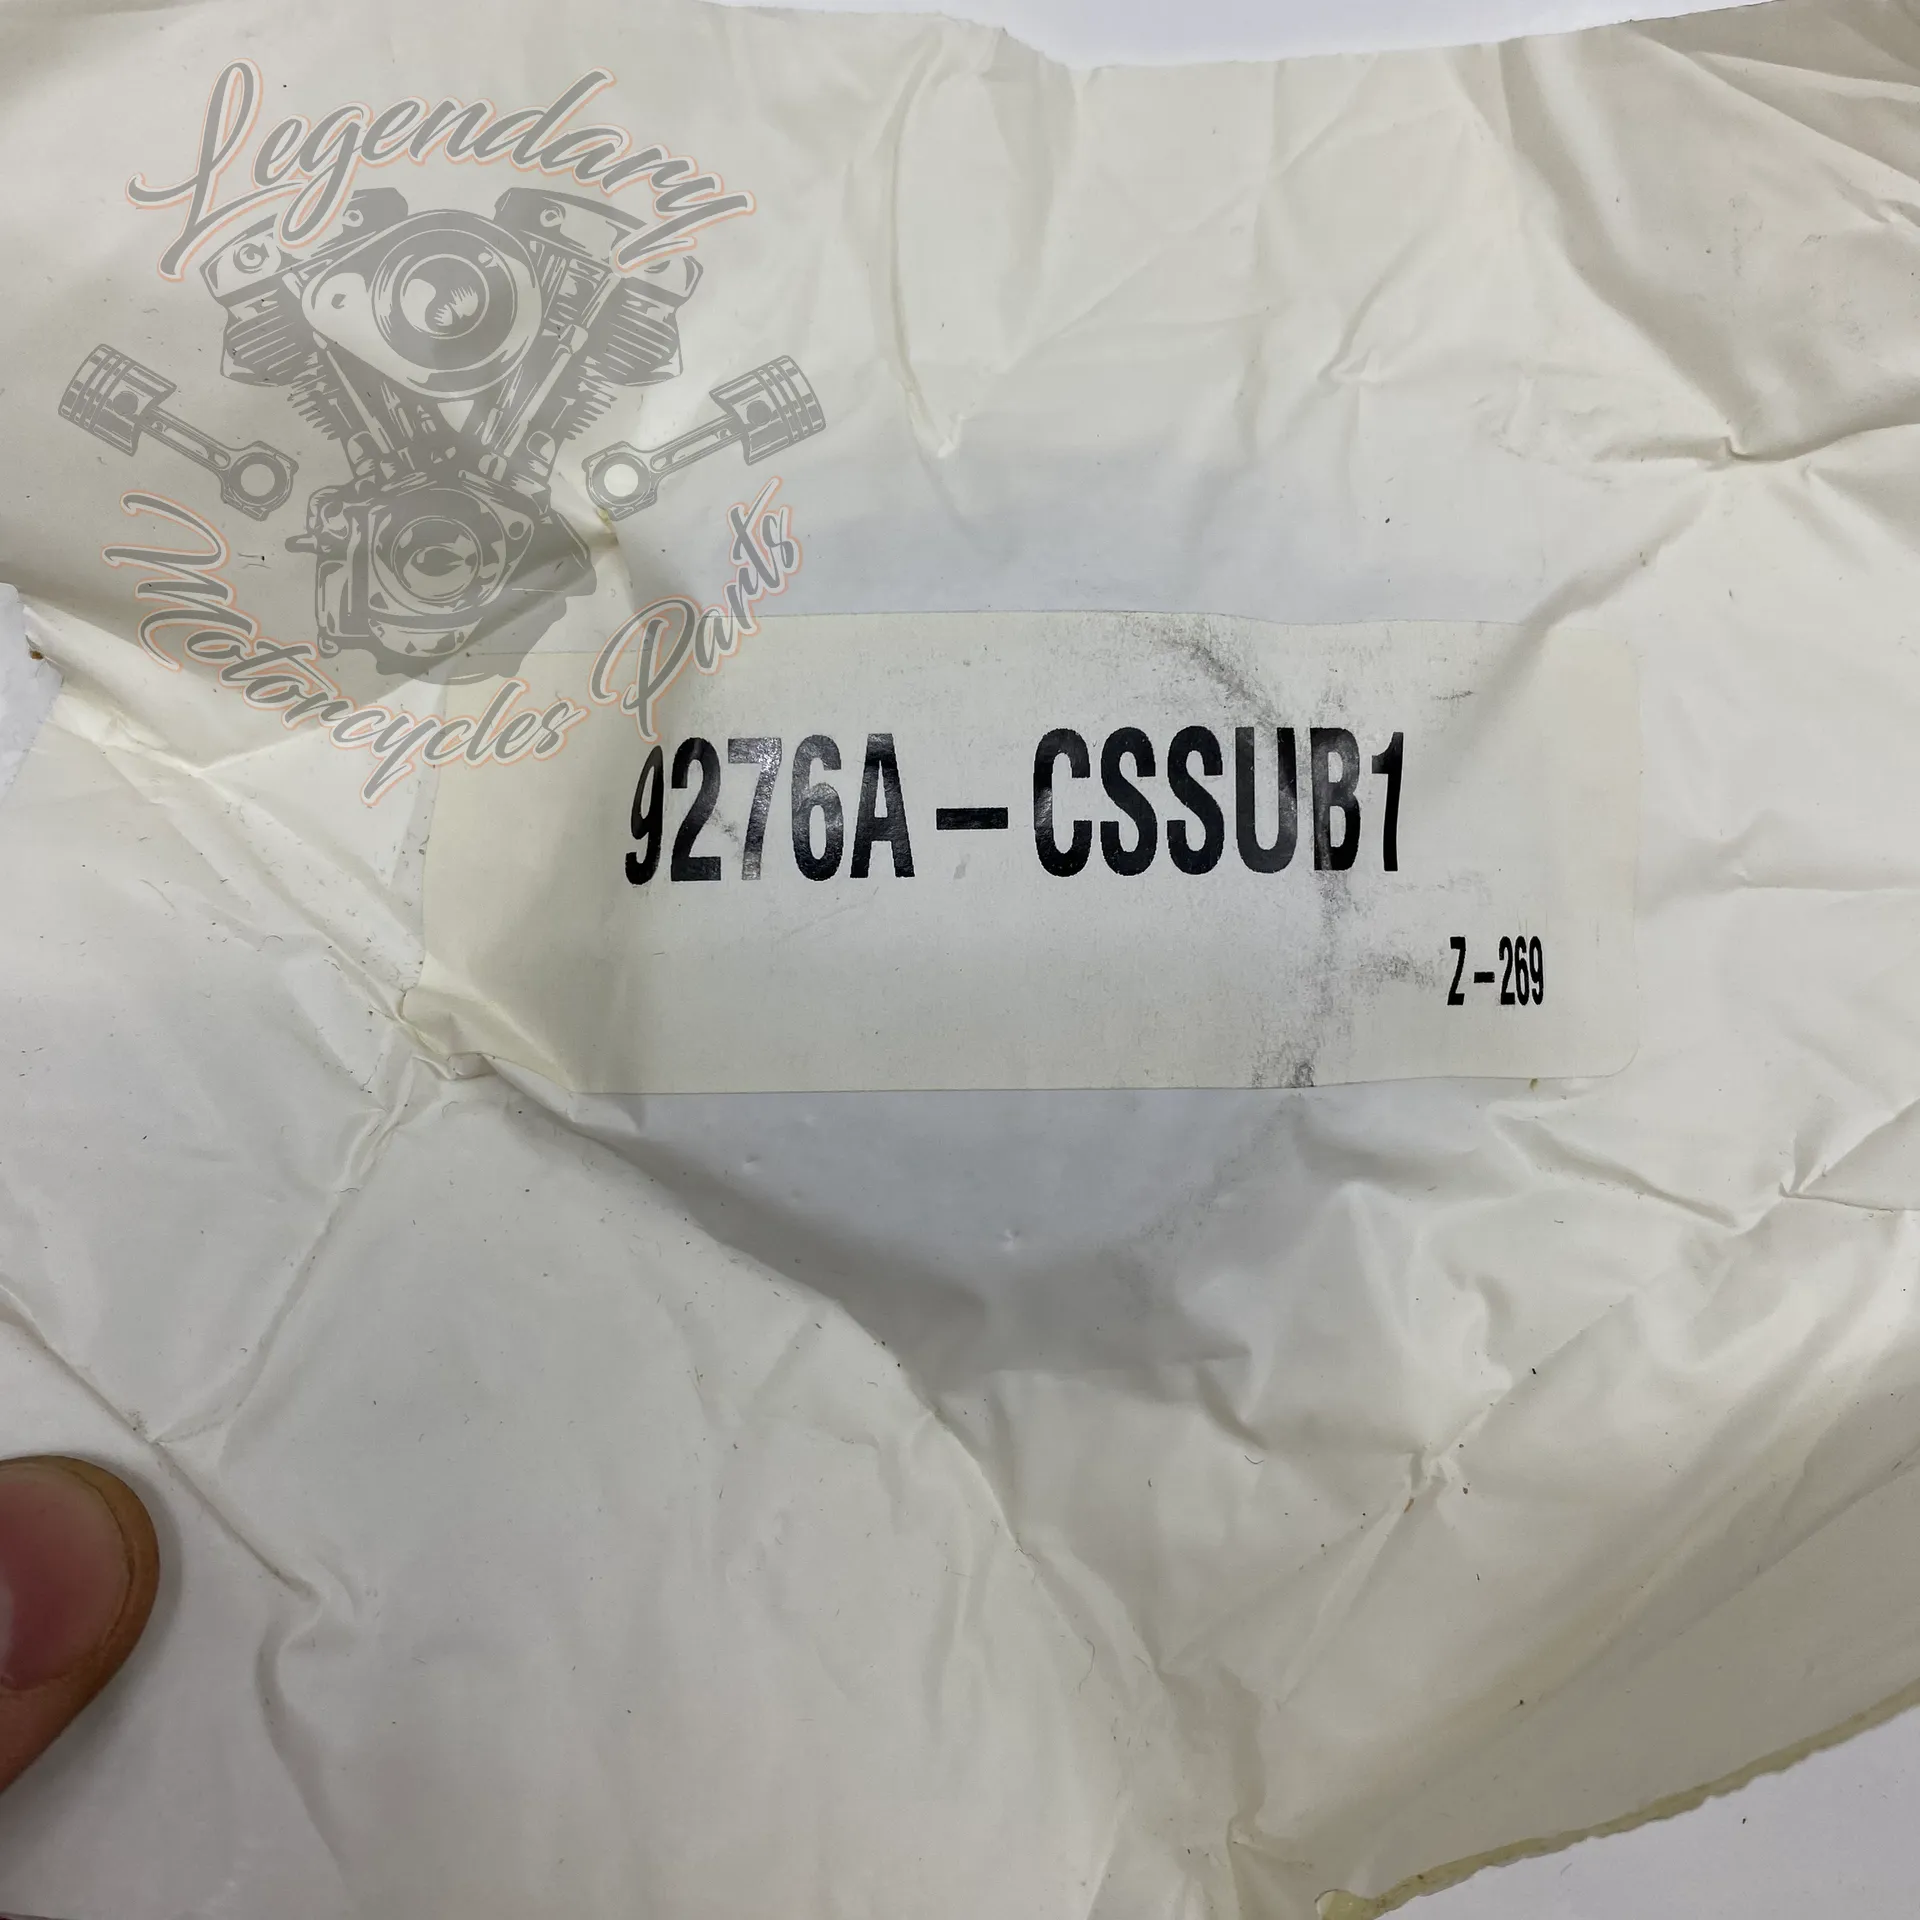 Legendary
Motorcycles Parts
9276A-CSSUB1
Z-269